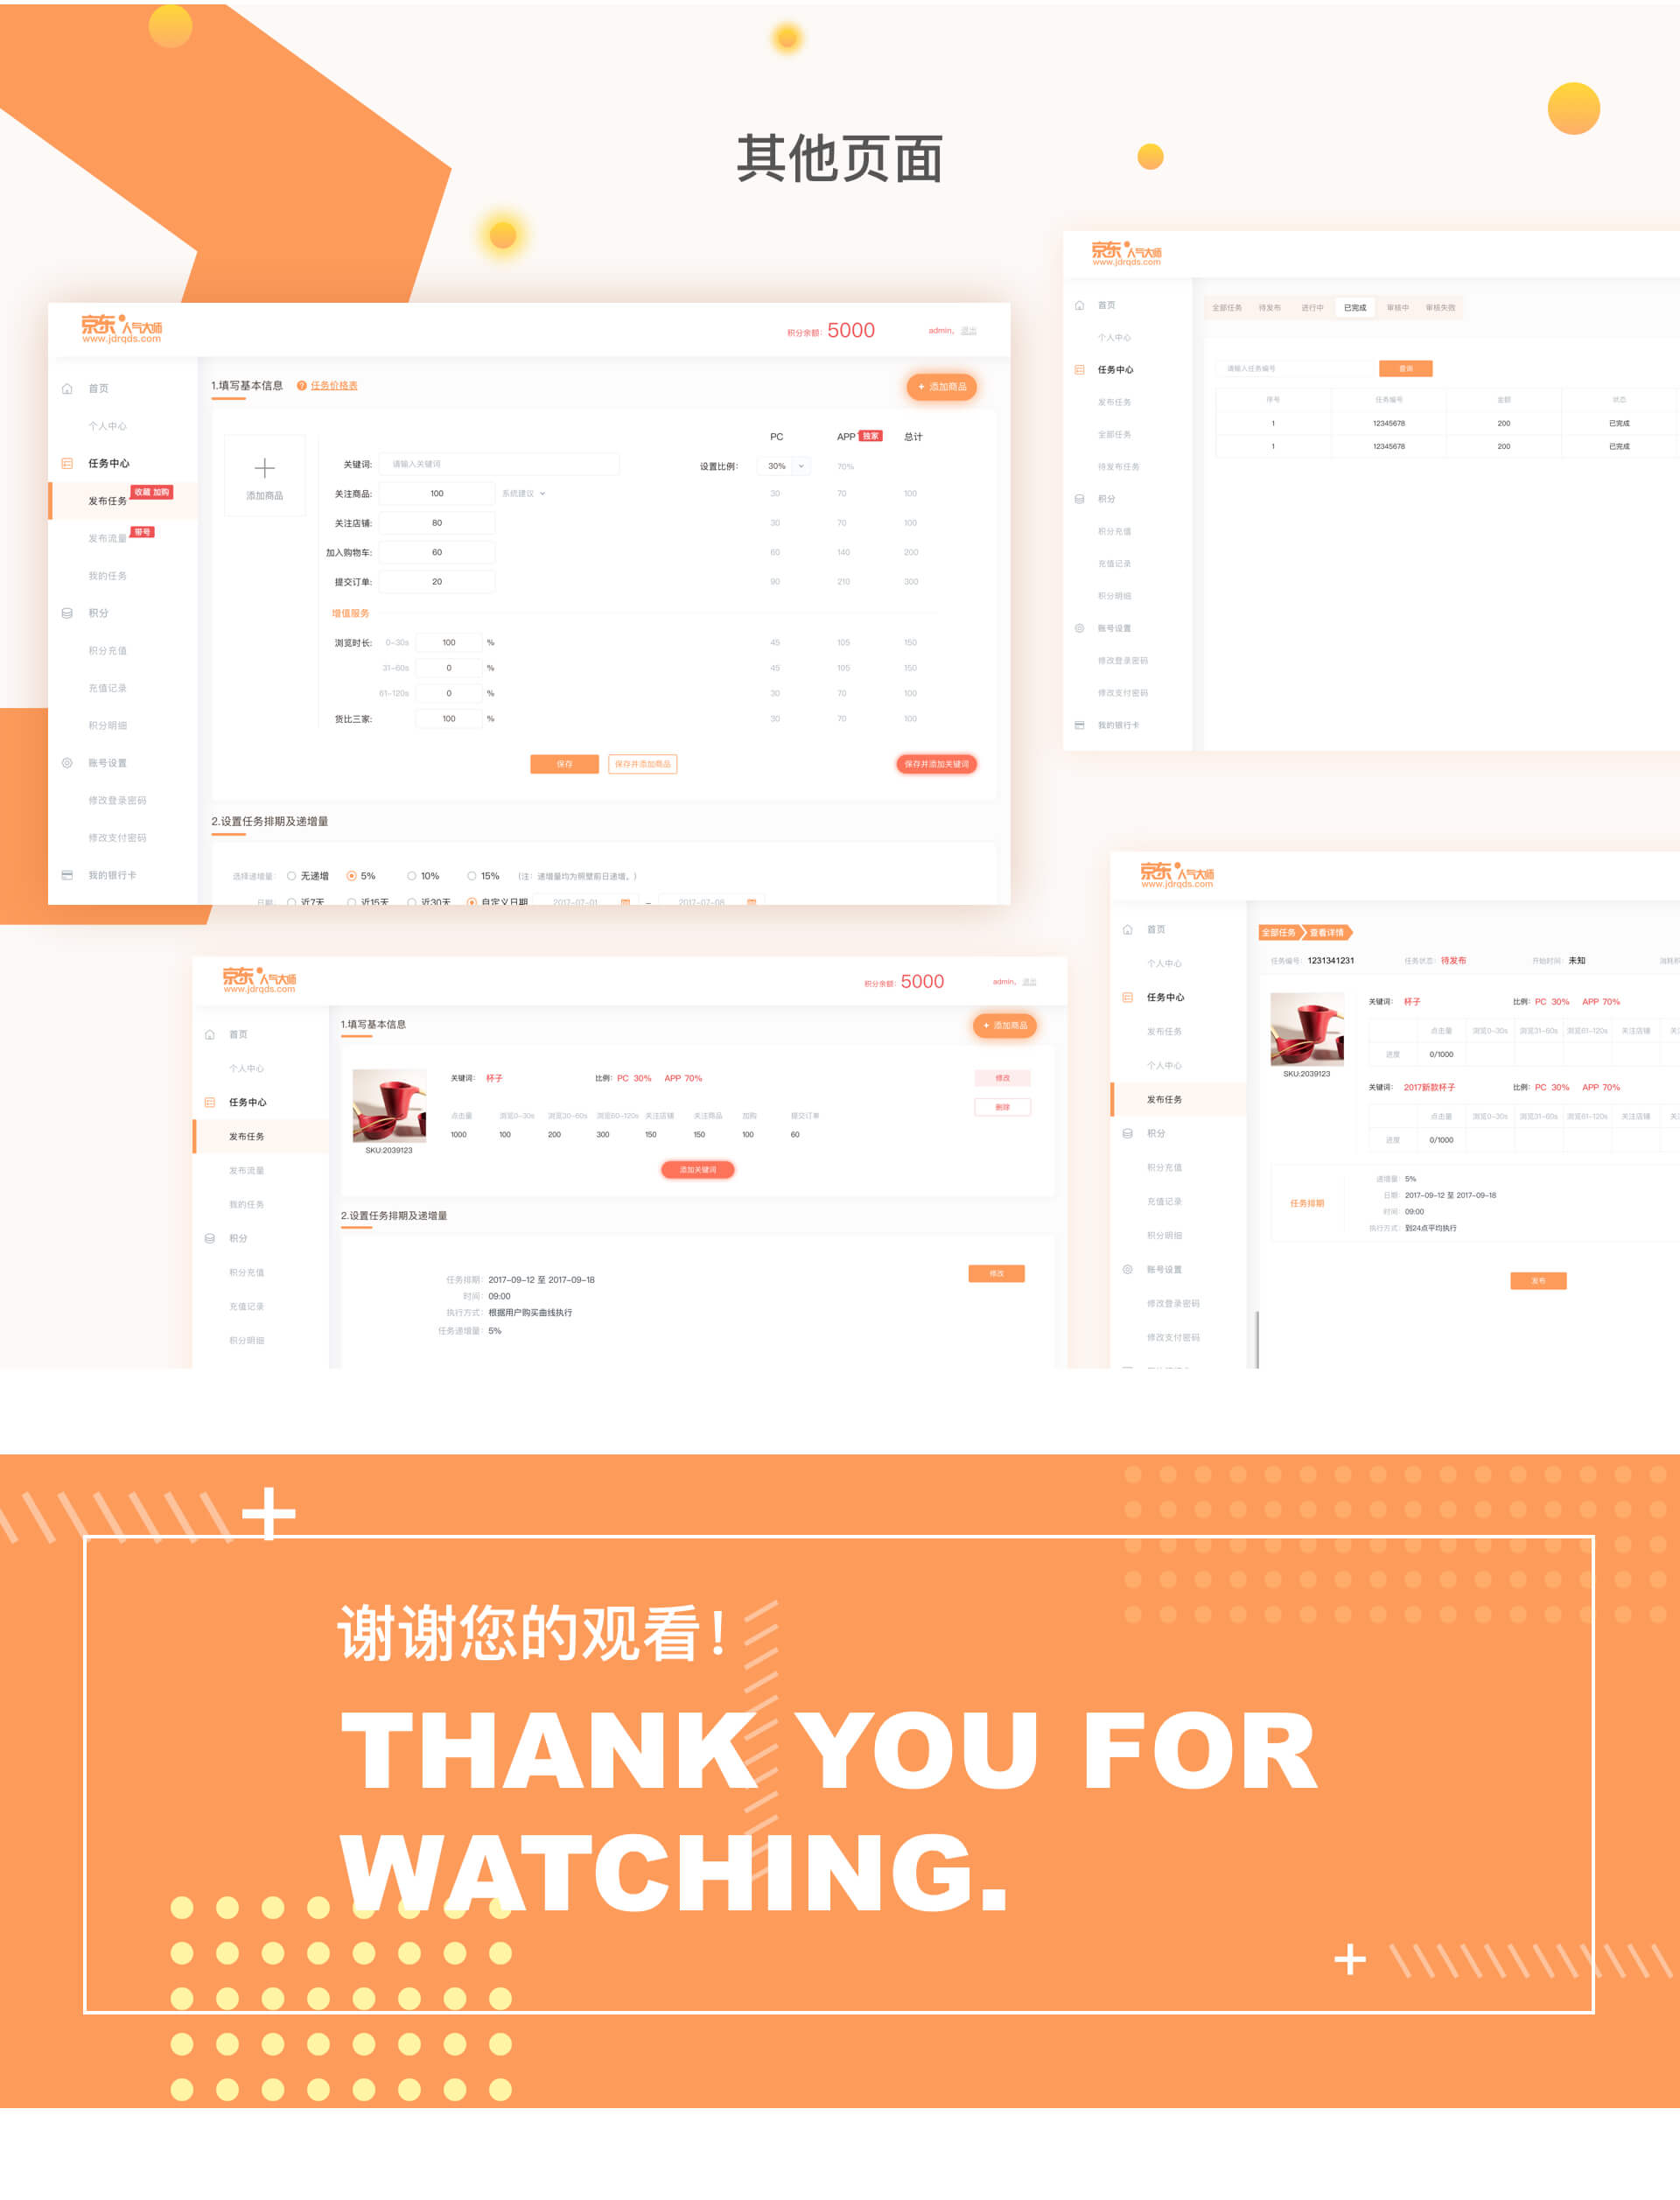 其他页面
京东人气大师
www.jdrqds.com
积分余额: 5000
admin, 退出
首页
个人中心
任务中心
发布任务 收藏 加购
发布流量 带号
我的任务
积分
积分充值
充值记录
积分明细
账号设置
修改登录密码
修改支付密码
我的银行卡
1.填写基本信息 ? 任务价格表
+ 添加商品
添加商品
PC APP 独家 总计
关键词: 请输入关键词 设置比例: 30% 70%
关注商品: 100 系统建议 30 70 100
关注店铺: 80 30 70 100
加入购物车: 60 60 140 200
提交订单: 20 90 210 300
增值服务
浏览时长: 0-30s 100 % 45 105 150
31-60s 0 % 45 105 150
61-120s 0 % 30 70 100
货比三家: 100 % 30 70 100
保存 保存并添加商品 保存并添加关键词
2.设置任务排期及递增量
选择递增量: 无递增 5% 10% 15% (注: 递增量均为照壁前日递增。)
日期: 近7天 近15天 近30天 自定义日期 2017-07-01 - 2017-07-08
京东人气大师
www.jdrqds.com
首页
个人中心
任务中心
发布任务
全部任务
待发布任务
积分
积分充值
充值记录
积分明细
账号设置
修改登录密码
修改支付密码
我的银行卡
全部任务 待发布 进行中 已完成 审核中 审核失败
请输入任务编号 查询
序号 任务编号 金额 状态
1 12345678 200 已完成
1 12345678 200 已完成
京东人气大师
www.jdrqds.com
积分余额: 5000
admin, 退出
首页
个人中心
任务中心
发布任务
发布流量
我的任务
积分
积分充值
充值记录
积分明细
1.填写基本信息
+ 添加商品
SKU:2039123
关键词: 杯子 比例: PC 30% APP 70% 修改
删除
点击量 浏览0-30s 浏览30-60s 浏览60-120s 关注店铺 关注商品 加购 提交订单
1000 100 200 300 150 150 100 60
添加关键词
2.设置任务排期及递增量
任务排期: 2017-09-12 至 2017-09-18 修改
时间: 09:00
执行方式: 根据用户购买曲线执行
任务递增量: 5%
京东人气大师
www.jdrqds.com
首页
个人中心
任务中心
发布任务
个人中心
发布任务
积分
积分充值
充值记录
积分明细
账号设置
修改登录密码
修改支付密码
全部任务 查看详情
任务编号: 1231341231 任务状态: 待发布 开始时间: 未知
SKU:2039123
关键词: 杯子 比例: PC 30% APP 70%
点击量 浏览0-30s 浏览31-60s 浏览61-120s 关注店铺
进度 0/1000
关键词: 2017新款杯子 比例: PC 30% APP 70%
点击量 浏览0-30s 浏览31-60s 浏览61-120s 关注店铺
进度 0/1000
任务排期
递增量: 5%
日期: 2017-09-12 至 2017-09-18
时间: 09:00
执行方式: 到24点平均执行
发布
谢谢您的观看!
THANK YOU FOR
WATCHING.